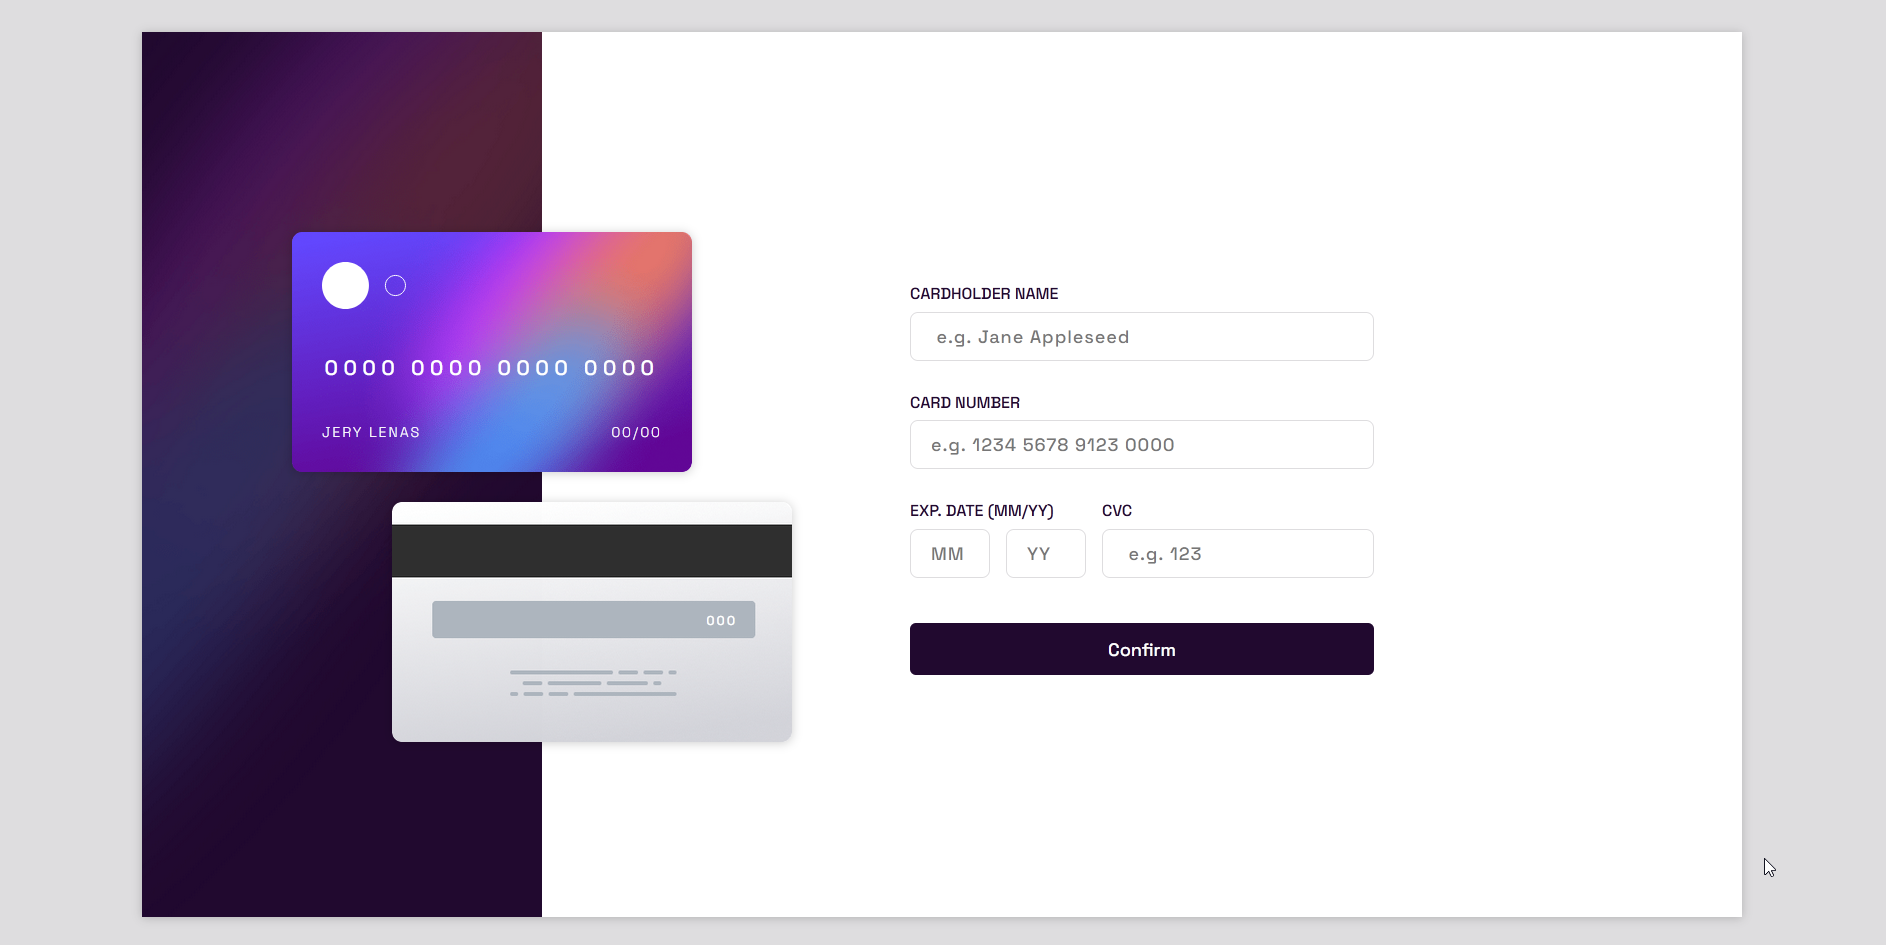 0000 0000 0000 0000
JERY LENAS 00/00
000
CARDHOLDER NAME
e.g. Jane Appleseed
CARD NUMBER
e.g. 1234 5678 9123 0000
EXP. DATE (MM/YY) CVC
MM YY e.g. 123
Confirm